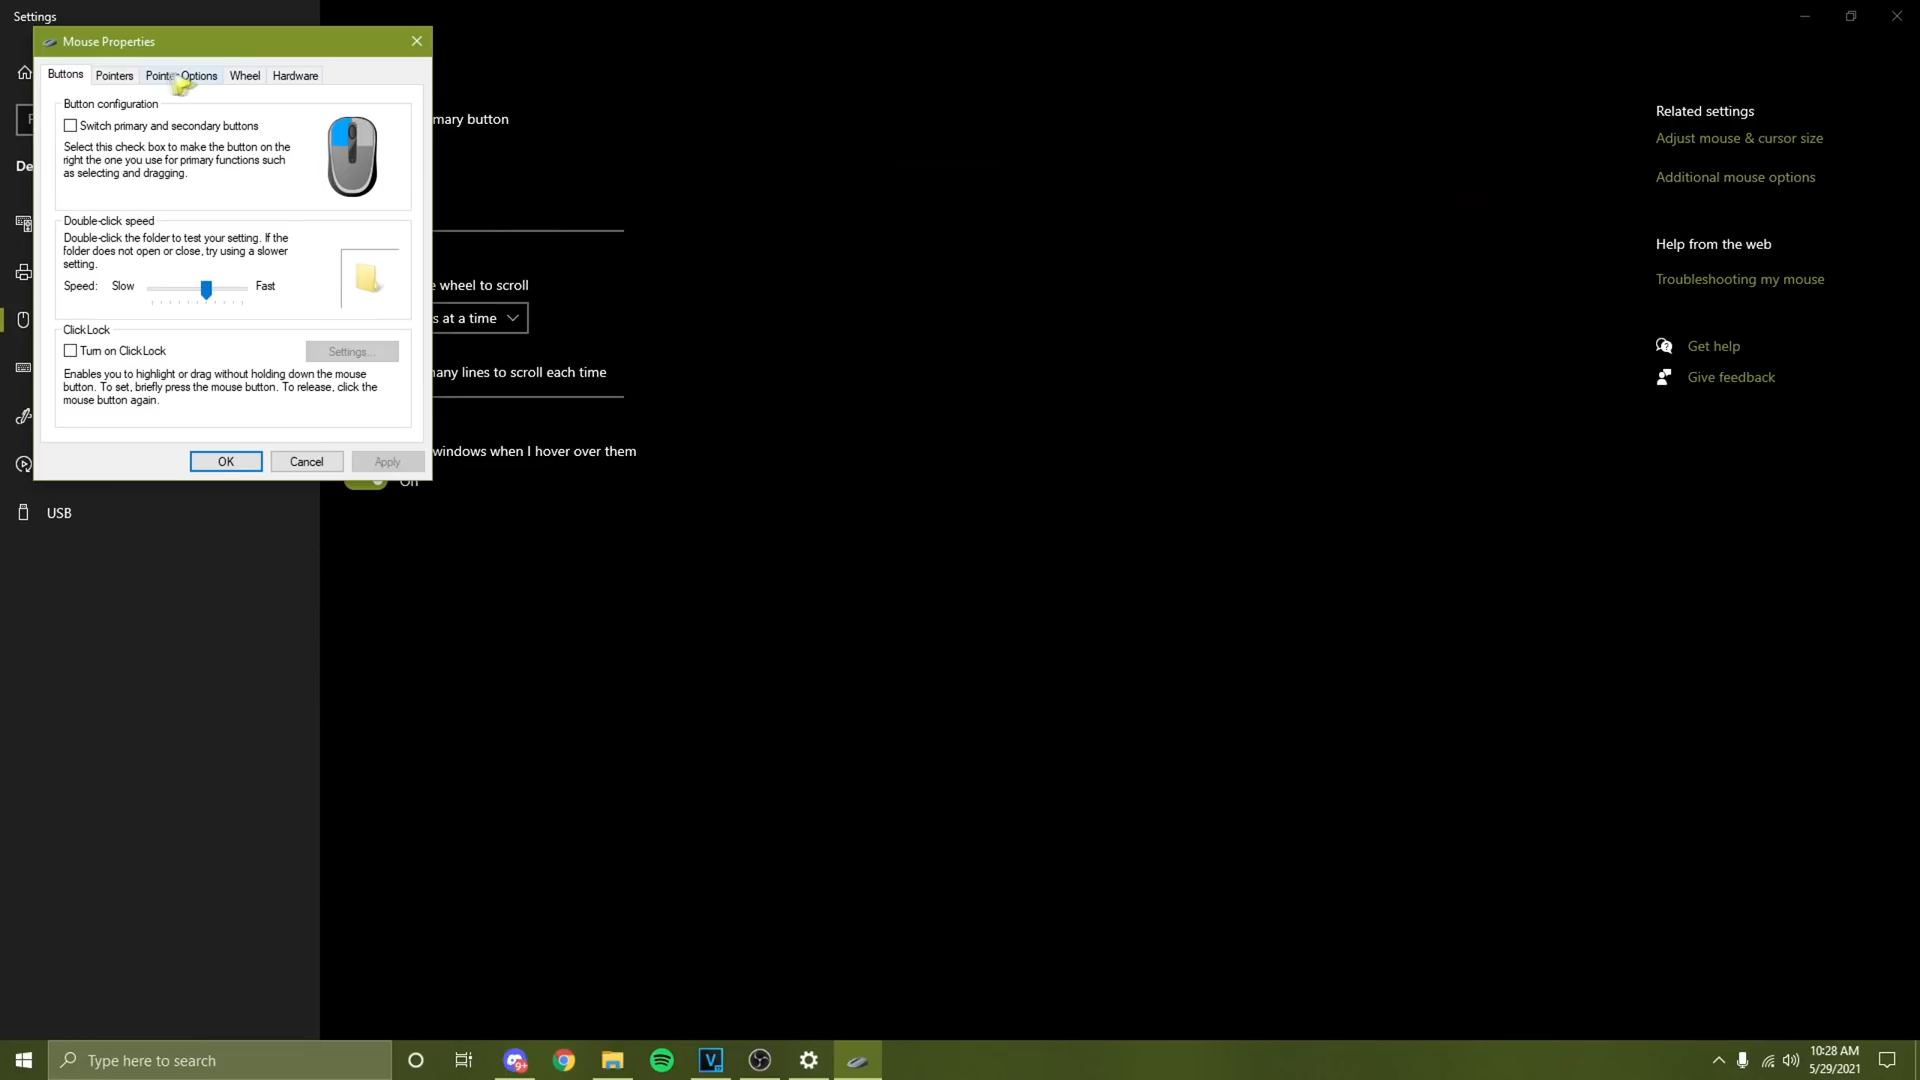 Settings
Mouse Properties
Buttons Pointers Pointer Options Wheel Hardware
Button configuration
Switch primary and secondary buttons
Select this check box to make the button on the
right the one you use for primary functions such
as selecting and dragging.
Double-click speed
Double-click the folder to test your setting. If the
folder does not open or close, try using a slower
setting.
Speed: Slow Fast
ClickLock
Turn on ClickLock
Settings...
Enables you to highlight or drag without holding down the mouse
button. To set, briefly press the mouse button. To release, click the
mouse button again.
OK Cancel Apply
De
USB
mary button
e wheel to scroll
s at a time
any lines to scroll each time
windows when I hover over them
On
Related settings
Adjust mouse & cursor size
Additional mouse options
Help from the web
Troubleshooting my mouse
Get help
Give feedback
Type here to search
9+
V
10:28 AM
5/29/2021